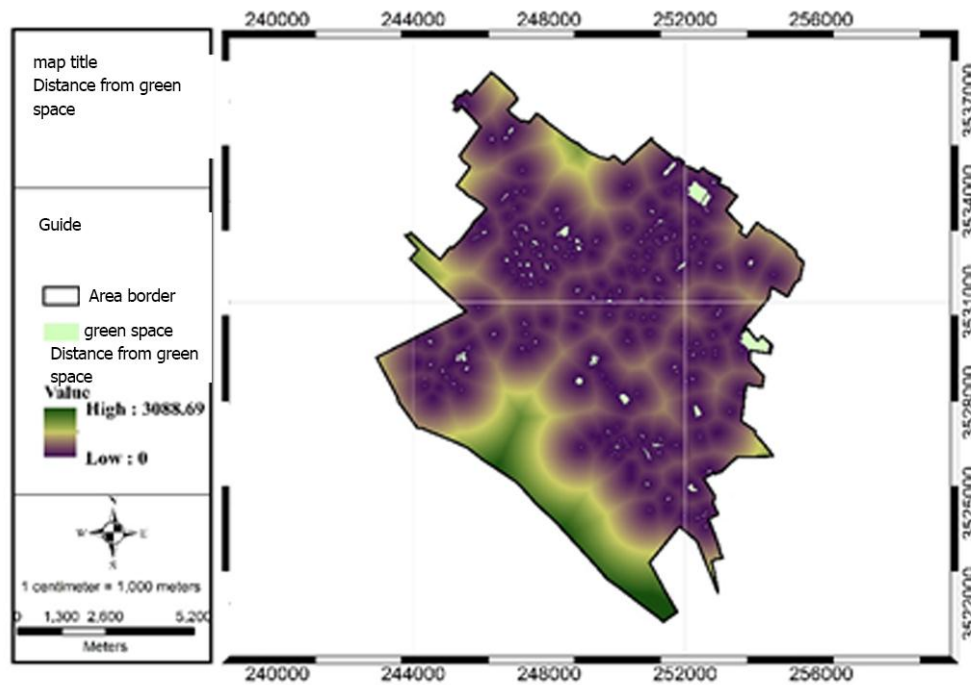 240000 244000 248000 252000 256000
map title
Distance from green
space
Guide
Area border
green space
Distance from green
space
Value
High : 3088.69
Low : 0
N
W E
S
1 centimeter = 1,000 meters
0 1,300 2,600 5,200
Meters
3537000
3534000
3531000
3528000
3525000
3522000
240000 244000 248000 252000 256000